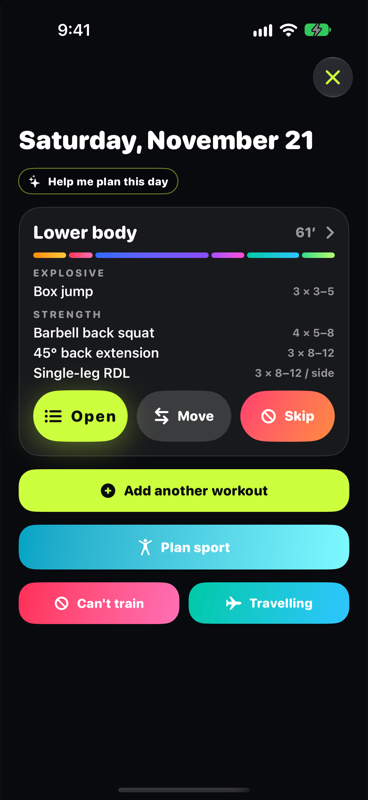 9:41
Saturday, November 21
Help me plan this day
Lower body 61′
EXPLOSIVE
Box jump 3 × 3–5
STRENGTH
Barbell back squat 4 × 5–8
45° back extension 3 × 8–12
Single-leg RDL 3 × 8–12 / side
Open Move Skip
Add another workout
Plan sport
Can't train Travelling